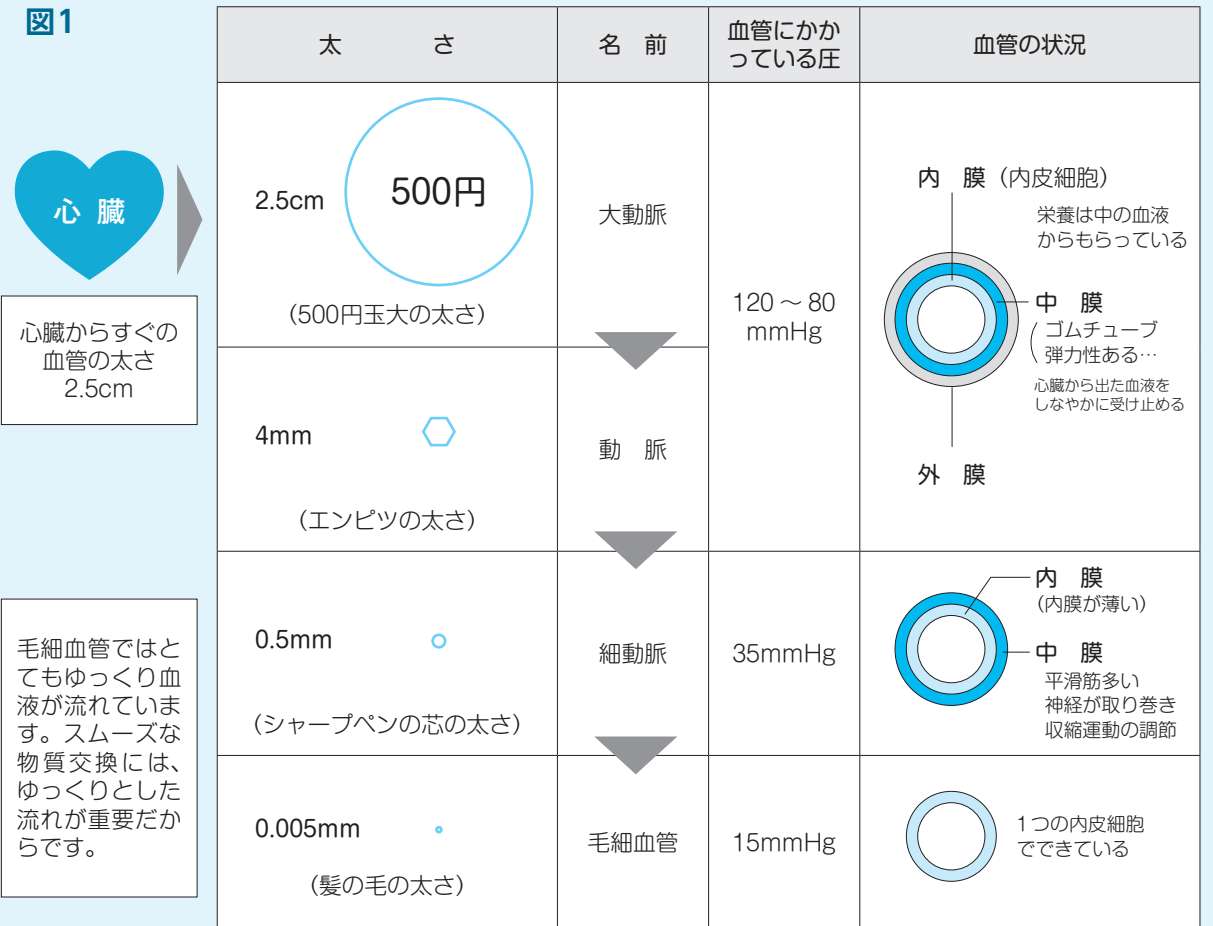 図1
太　さ
名　前
血管にかか
っている圧
血管の状況
心 臓
心臓からすぐの
血管の太さ
2.5cm
2.5cm
500円
（500円玉大の太さ）
大動脈
120 ～ 80
mmHg
内　膜（内皮細胞）
栄養は中の血液
からもらっている
中　膜
ゴムチューブ
弾力性ある…
心臓から出た血液を
しなやかに受け止める
外　膜
4mm
（エンピツの太さ）
動　脈
毛細血管ではと
てもゆっくり血
液が流れていま
す。スムーズな
物質交換には、
ゆっくりとした
流れが重要だか
らです。
0.5mm
（シャープペンの芯の太さ）
細動脈
35mmHg
内　膜
（内膜が薄い）
中　膜
平滑筋多い
神経が取り巻き
収縮運動の調節
0.005mm
（髪の毛の太さ）
毛細血管
15mmHg
1つの内皮細胞
でできている